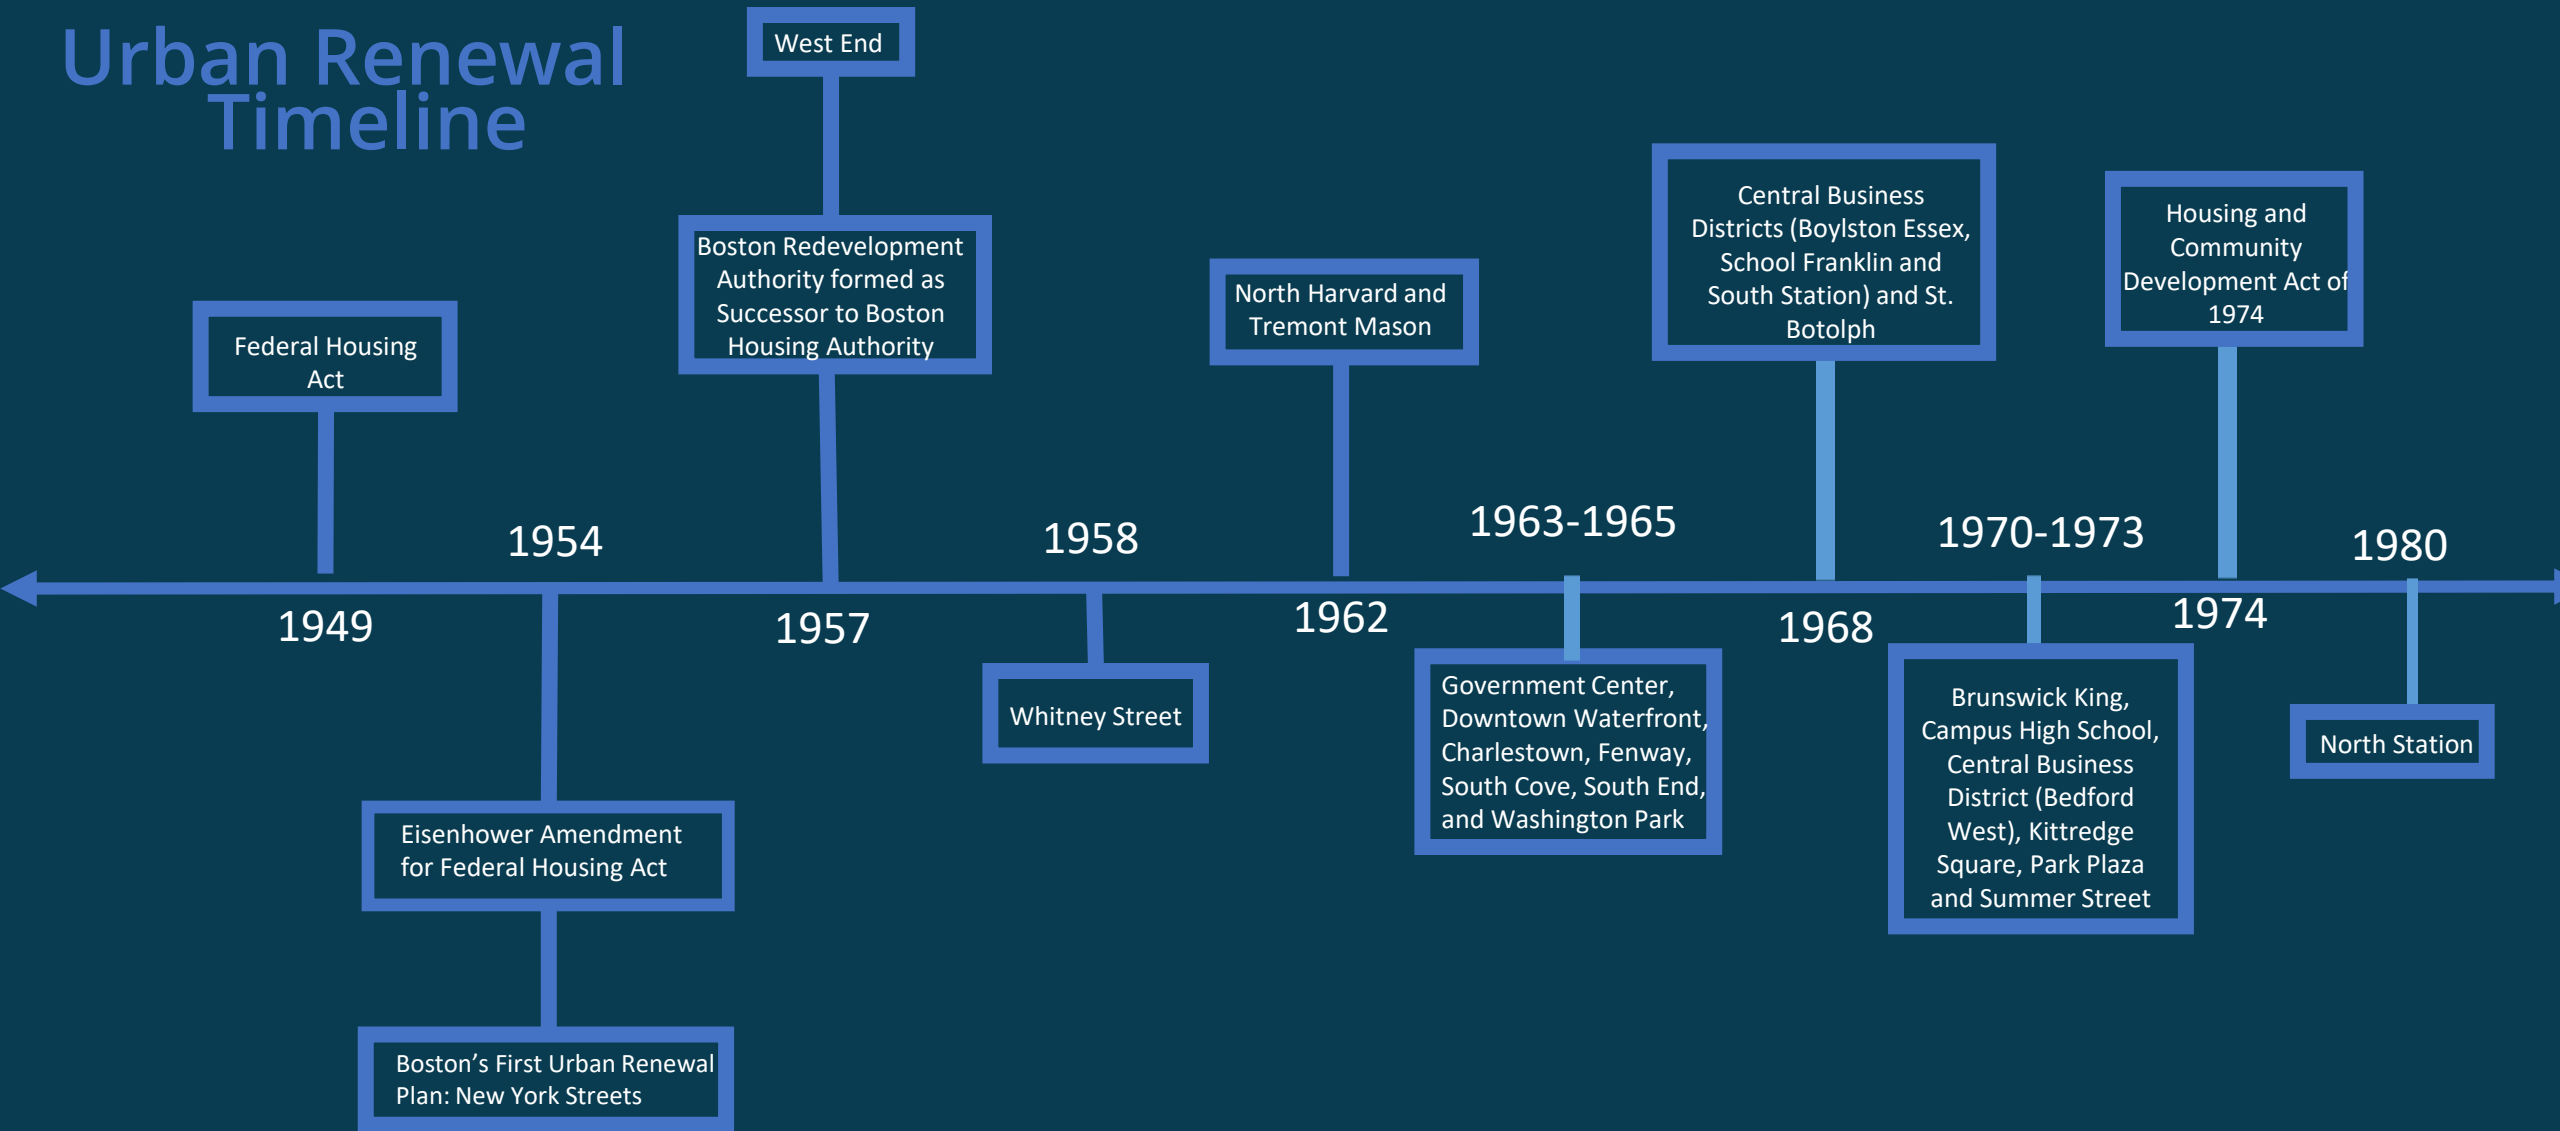 Urban Renewal
Timeline
Federal Housing
Act
1949
1954
Eisenhower Amendment
for Federal Housing Act
Boston’s First Urban Renewal
Plan: New York Streets
West End
Boston Redevelopment
Authority formed as
Successor to Boston
Housing Authority
1957
1958
Whitney Street
North Harvard and
Tremont Mason
1962
1963-1965
Government Center,
Downtown Waterfront,
Charlestown, Fenway,
South Cove, South End,
and Washington Park
Central Business
Districts (Boylston Essex,
School Franklin and
South Station) and St.
Botolph
1968
1970-1973
Brunswick King,
Campus High School,
Central Business
District (Bedford
West), Kittredge
Square, Park Plaza
and Summer Street
Housing and
Community
Development Act of
1974
1974
1980
North Station